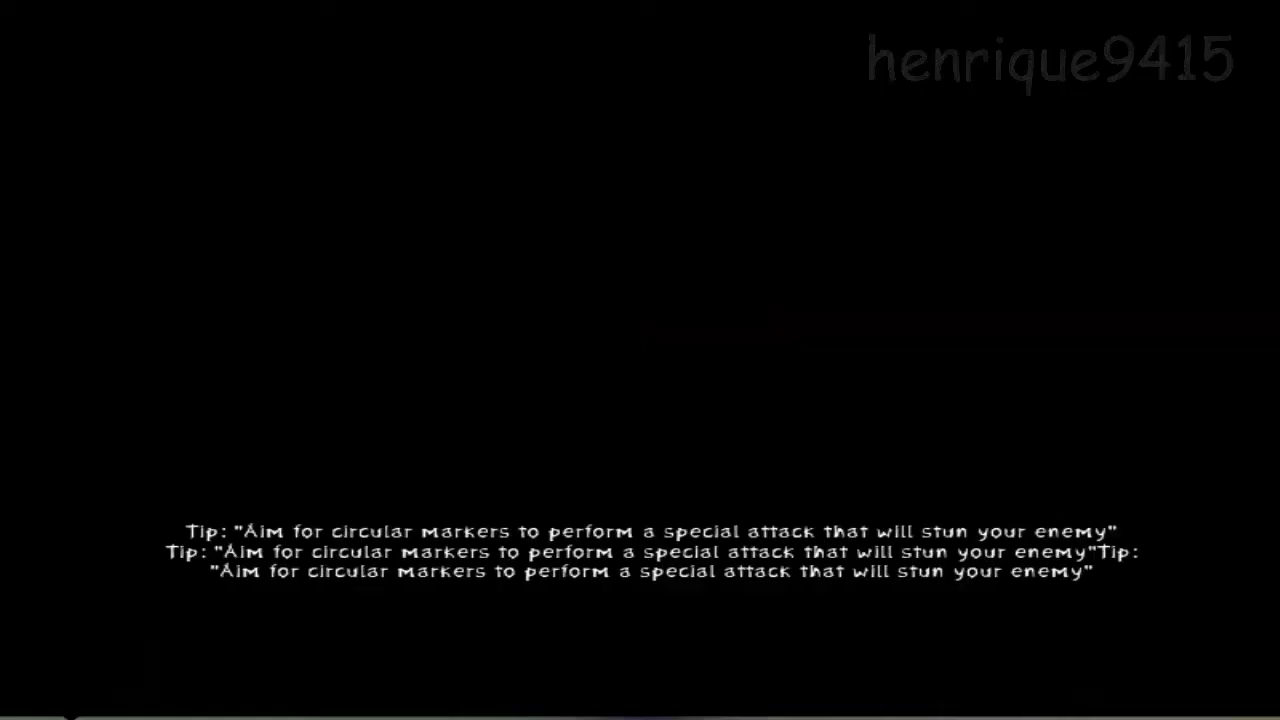 henrique9415
Tip: "Aim for circular markers to perform a special attack that will stun your enemy"
Tip: "Aim for circular markers to perform a special attack that will stun your enemy"Tip:
"Aim for circular markers to perform a special attack that will stun your enemy"